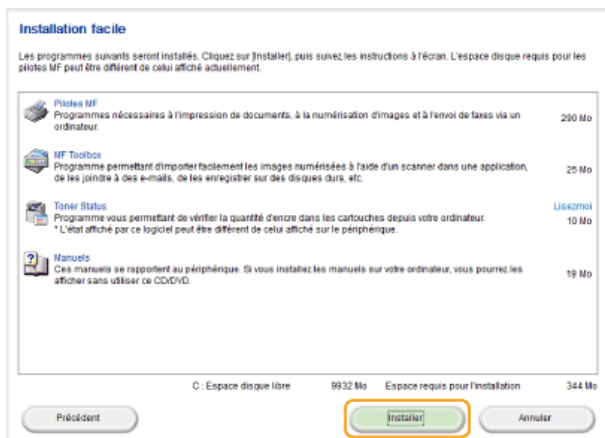 Installation facile
Les programmes suivants seront installés. Cliquez sur [Installer], puis suivez les instructions à l'écran. L'espace disque requis pour les
pilotes MF peut être différent de celui affiché actuellement.
Pilotes MF
Programmes nécessaires à l'impression de documents, à la numérisation d'images et à l'envoi de faxes via un
ordinateur.
290 Mo
MF Toolbox
Programme permettant d'importer facilement les images numérisées à l'aide d'un scanner dans une application,
de les joindre à des e-mails, de les enregistrer sur des disques durs, etc.
25 Mo
Toner Status
Lisezmoi
Programme vous permettant de vérifier la quantité d'encre dans les cartouches depuis votre ordinateur.
10 Mo
* L'état affiché par ce logiciel peut être différent de celui affiché sur le périphérique.
Manuels
Ces manuels se rapportent au périphérique. Si vous installez les manuels sur votre ordinateur, vous pourrez les
afficher sans utiliser ce CD/DVD.
19 Mo
C : Espace disque libre 9932 Mo Espace requis pour l'installation 344 Mo
Précédent Installer Annuler